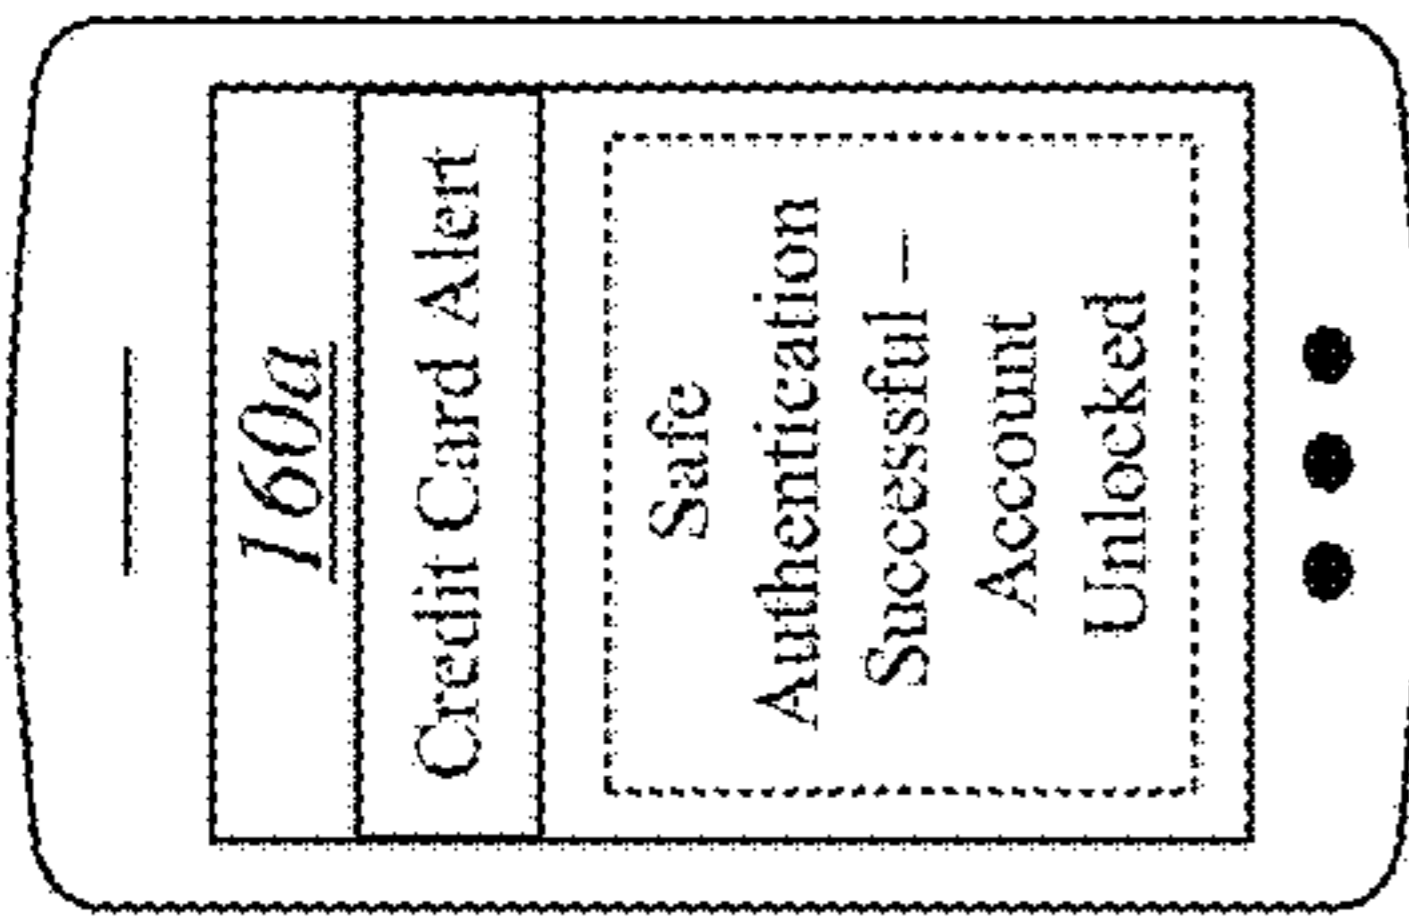 160a
Credit Card Alert
Safe
Authentication
Successful –
Account
Unlocked